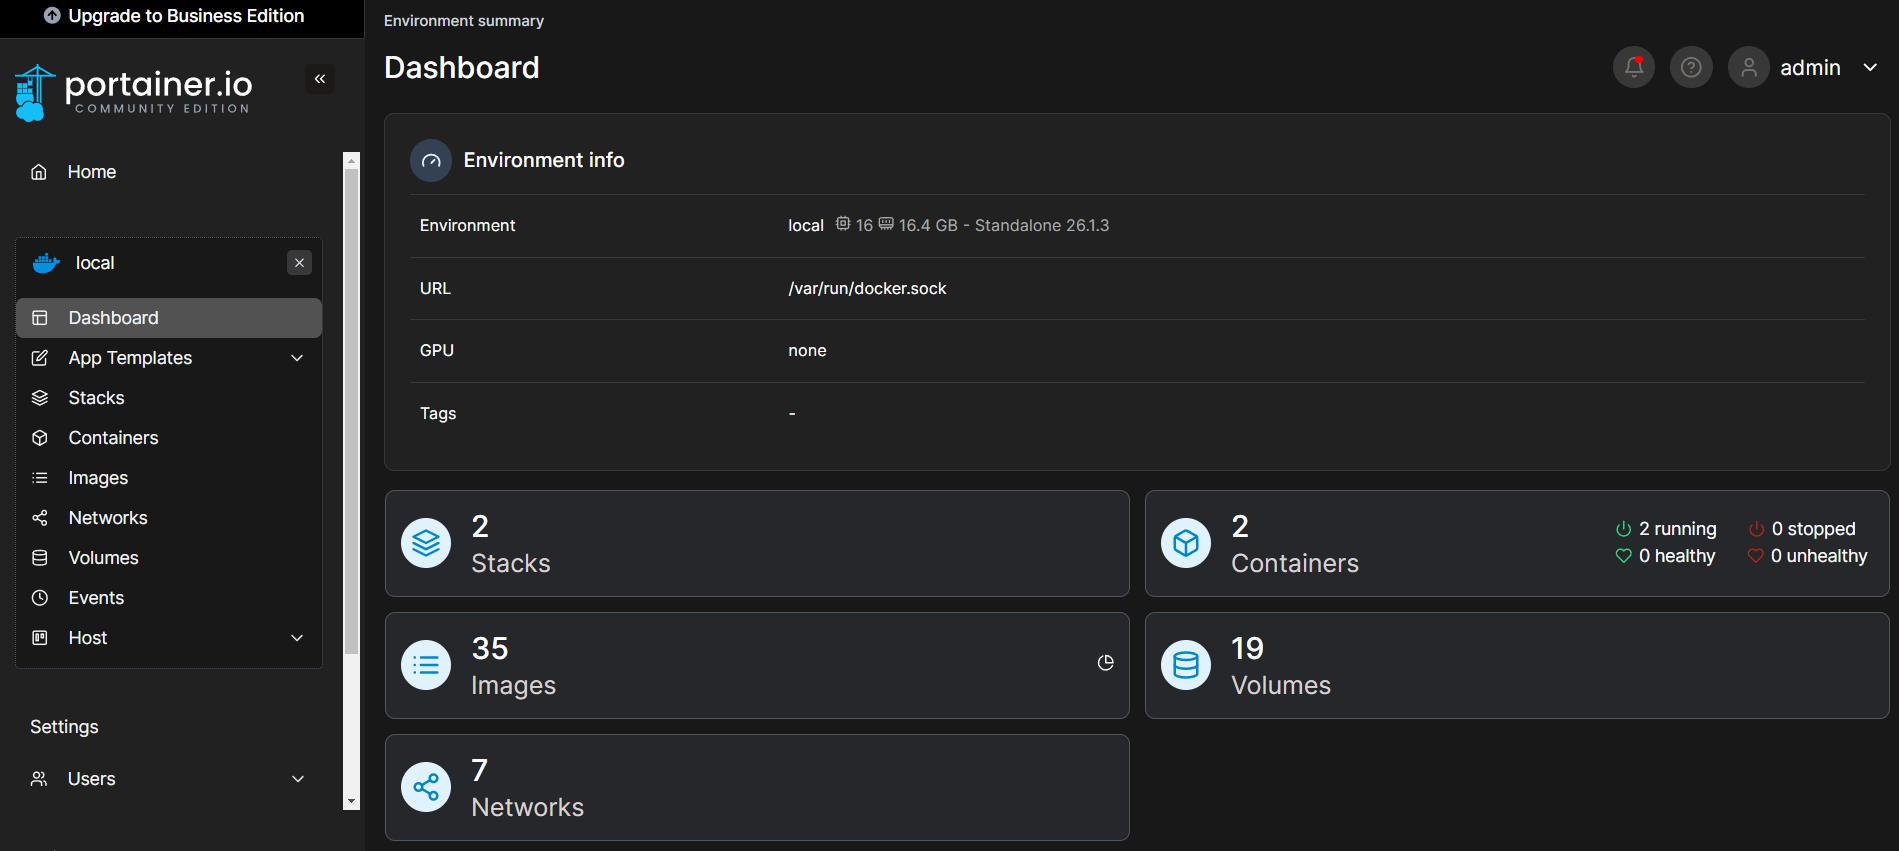 Upgrade to Business Edition
portainer.io
COMMUNITY EDITION
Home
local
Dashboard
App Templates
Stacks
Containers
Images
Networks
Volumes
Events
Host
Settings
Users
Environment summary
Dashboard
admin
Environment info
Environment local 16 16.4 GB - Standalone 26.1.3
URL /var/run/docker.sock
GPU none
Tags -
2
Stacks
2
Containers
2 running 0 stopped
0 healthy 0 unhealthy
35
Images
19
Volumes
7
Networks